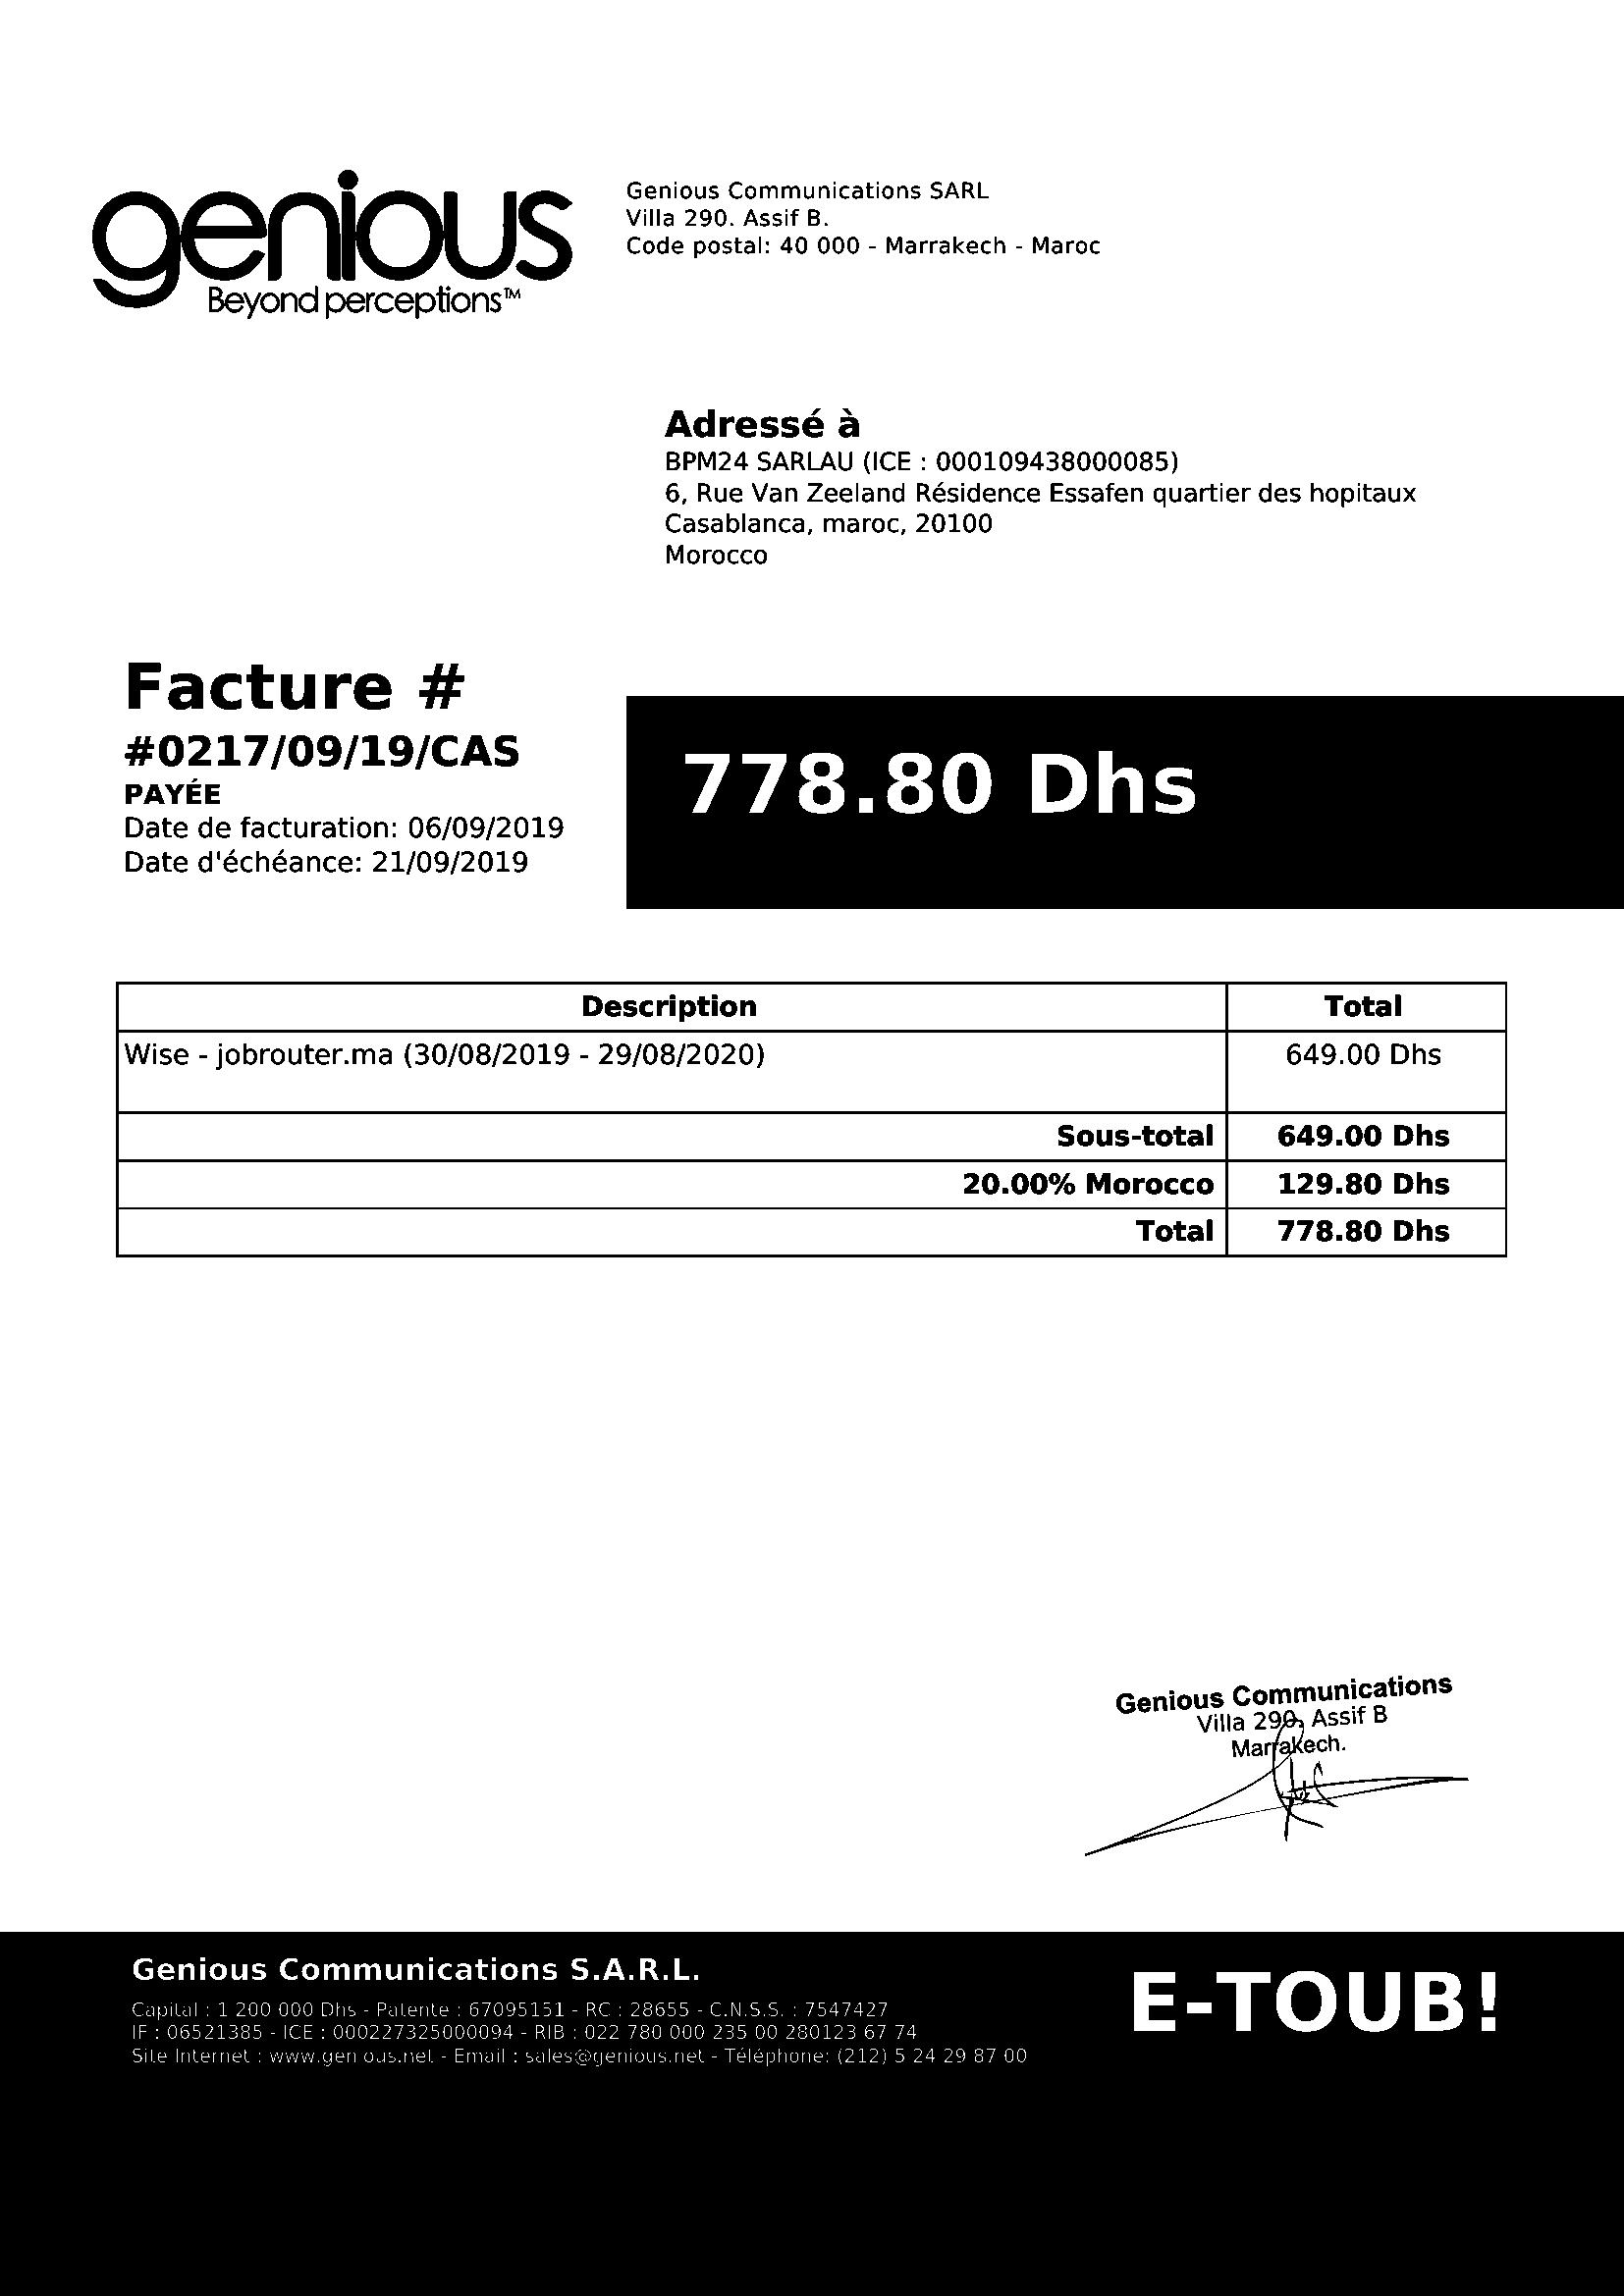 genious
Beyond perceptions™
Genious Communications SARL
Villa 290. Assif B.
Code postal: 40 000 - Marrakech - Maroc
Adressé à
BPM24 SARLAU (ICE : 000109438000085)
6, Rue Van Zeeland Résidence Essafen quartier des hopitaux
Casablanca, maroc, 20100
Morocco
Facture #
#0217/09/19/CAS
PAYÉE
Date de facturation: 06/09/2019
Date d'échéance: 21/09/2019
778.80 Dhs
Description Total
Wise - jobrouter.ma (30/08/2019 - 29/08/2020) 649.00 Dhs
Sous-total 649.00 Dhs
20.00% Morocco 129.80 Dhs
Total 778.80 Dhs
Genious Communications
Villa 290, Assif B
Marrakech.
Genious Communications S.A.R.L.
Capital : 1 200 000 Dhs - Patente : 67095151 - RC : 28655 - C.N.S.S. : 7547427
IF : 06521385 - ICE : 000227325000094 - RIB : 022 780 000 235 00 280123 67 74
Site Internet : www.genious.net - Email : sales@genious.net - Téléphone: (212) 5 24 29 87 00
E-TOUB!